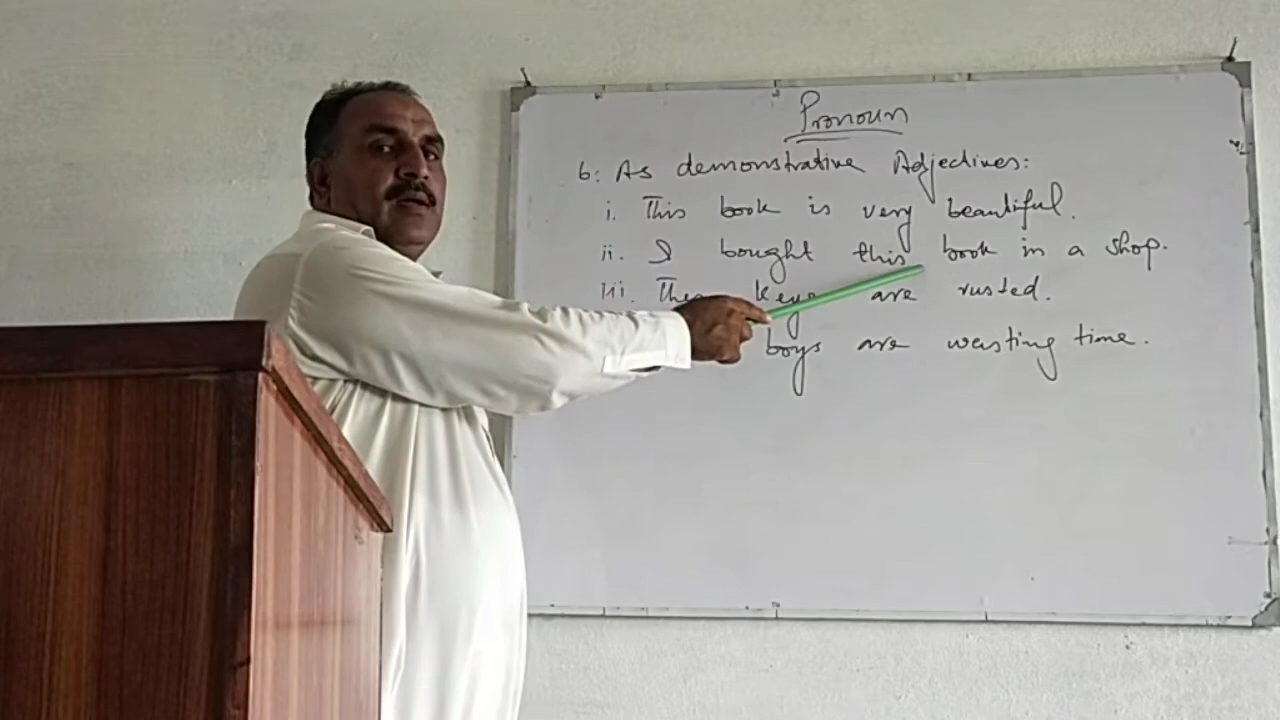 Pronoun
6: As demonstrative Adjectives:
i. This book is very beautiful.
ii. I bought this book in a shop.
iii. keys are rusted.
boys are wasting time.